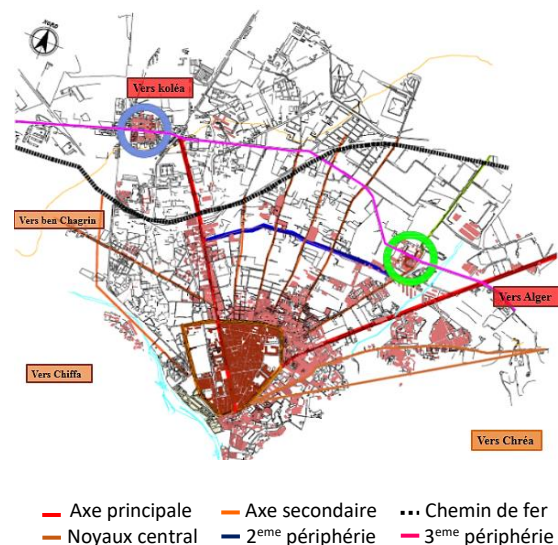 NORD
Vers koléa
Vers ben Chagrin
Vers Alger
Vers Chiffa
Vers Chréa
Axe principale Axe secondaire Chemin de fer
Noyaux central 2eme périphérie 3eme périphérie